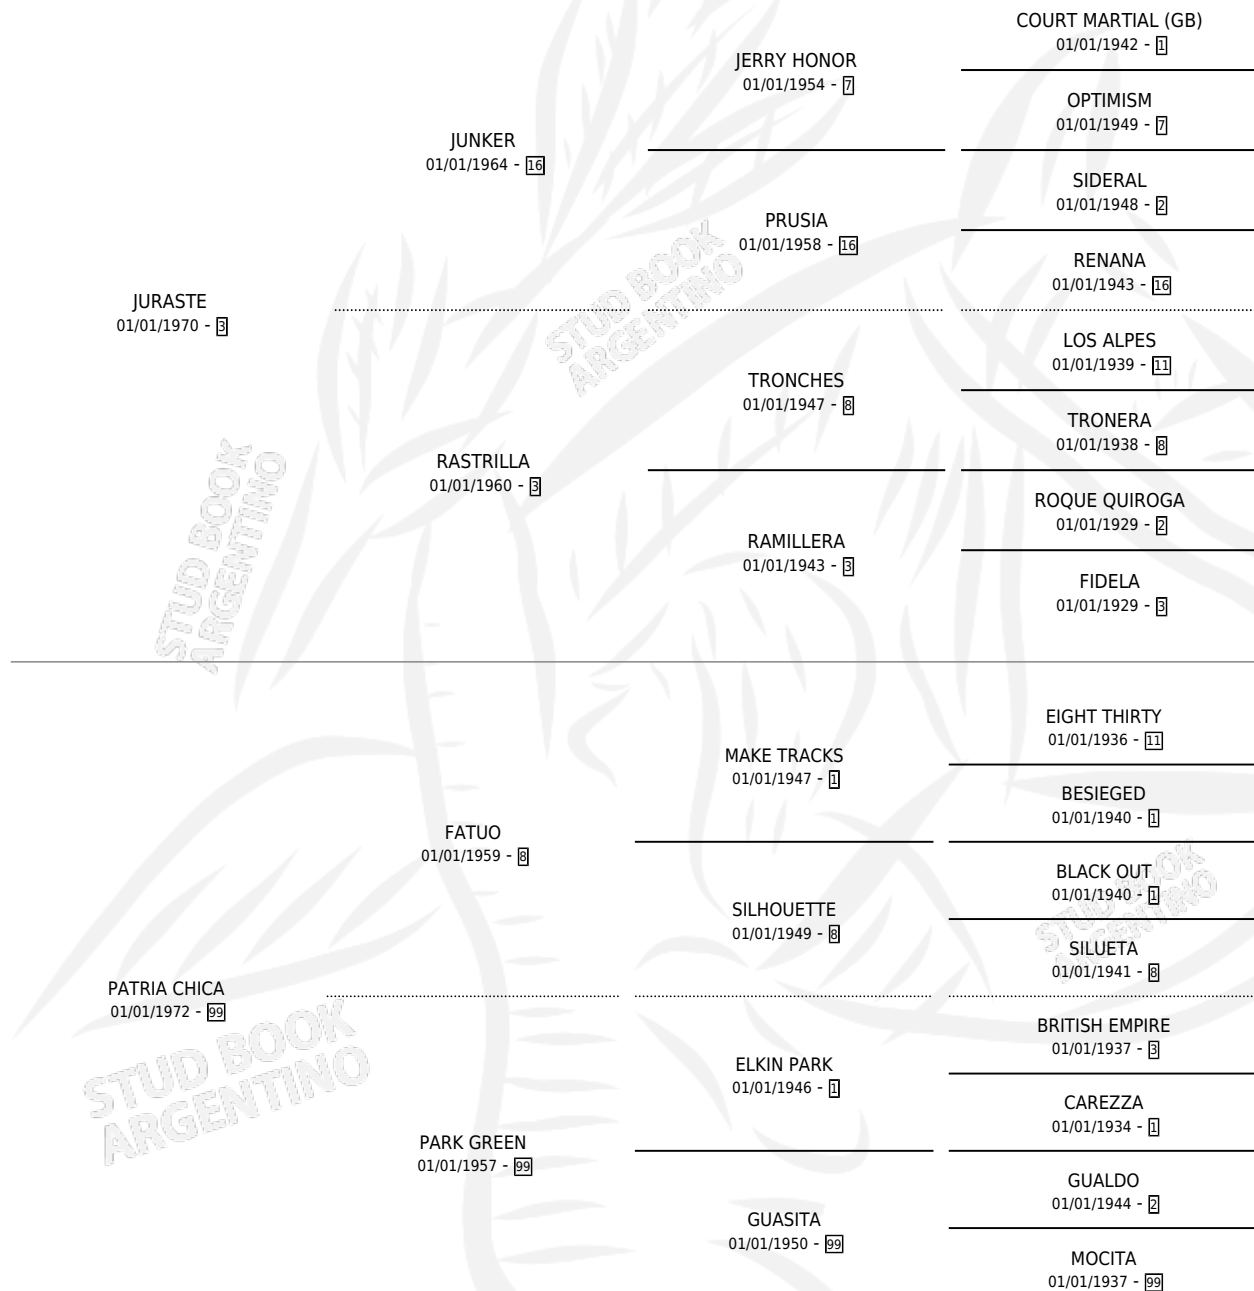 COURT MARTIAL (GB)
01/01/1942 - 1
JERRY HONOR
01/01/1954 - 7
OPTIMISM
01/01/1949 - 7
JUNKER
01/01/1964 - 16
SIDERAL
01/01/1948 - 2
PRUSIA
01/01/1958 - 16
RENANA
01/01/1943 - 16
JURASTE
01/01/1970 - 3
LOS ALPES
01/01/1939 - 11
TRONCHES
01/01/1947 - 8
TRONERA
01/01/1938 - 8
RASTRILLA
01/01/1960 - 3
ROQUE QUIROGA
01/01/1929 - 2
RAMILLERA
01/01/1943 - 3
FIDELA
01/01/1929 - 3
EIGHT THIRTY
01/01/1936 - 11
MAKE TRACKS
01/01/1947 - 1
BESIEGED
01/01/1940 - 1
FATUO
01/01/1959 - 8
BLACK OUT
01/01/1940 - 1
SILHOUETTE
01/01/1949 - 8
SILUETA
01/01/1941 - 8
PATRIA CHICA
01/01/1972 - 99
BRITISH EMPIRE
01/01/1937 - 3
ELKIN PARK
01/01/1946 - 1
CAREZZA
01/01/1934 - 1
PARK GREEN
01/01/1957 - 99
GUALDO
01/01/1944 - 2
GUASITA
01/01/1950 - 99
MOCITA
01/01/1937 - 99
STUD BOOK
ARGENTINO
STUD BOOK
ARGENTINO
STUD BOOK
ARGENTINO
STUD BOOK
ARGENTINO